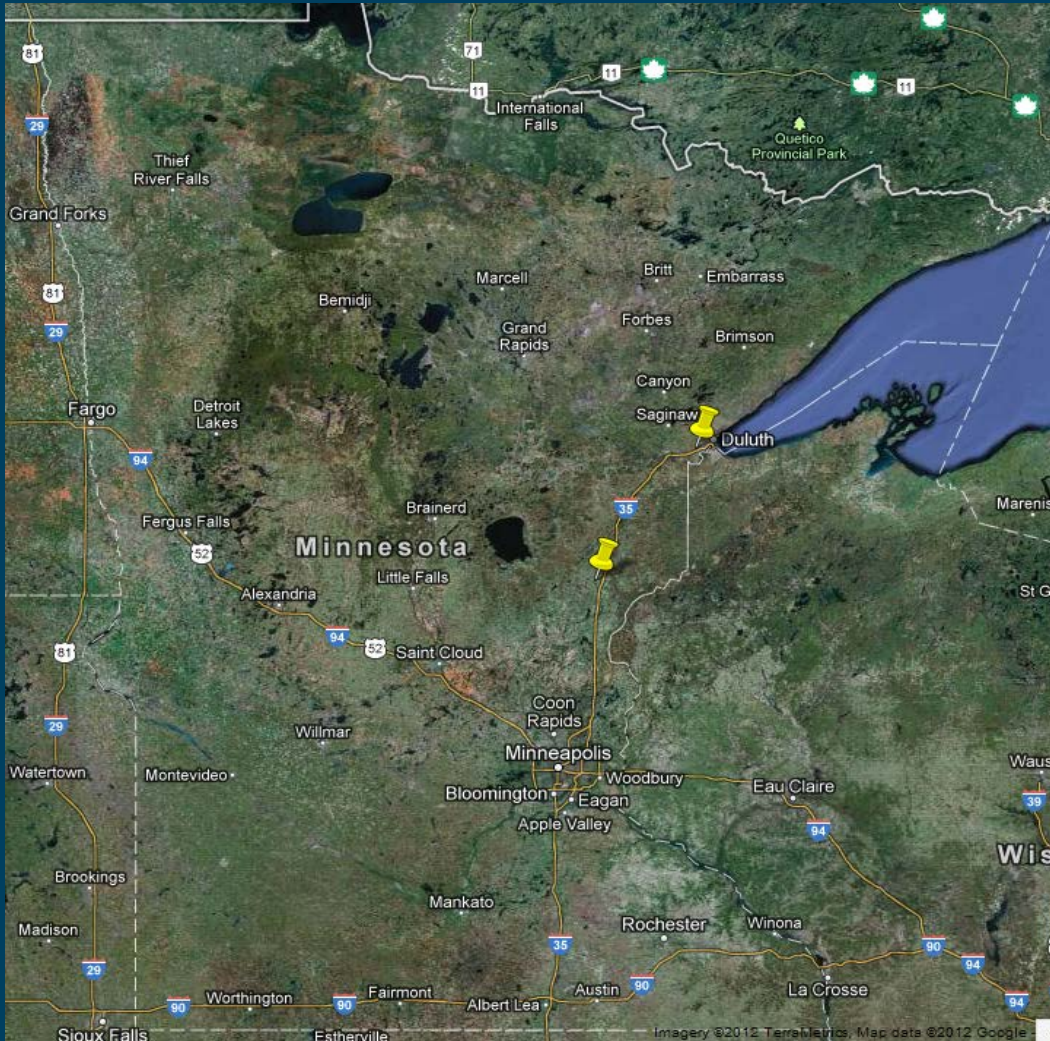 81
71
11
11
11
International
Falls
29
Quetico
Provincial Park
Thief
River Falls
Grand Forks
81
29
Marcell
Britt
Embarrass
Bemidji
Grand
Rapids
Forbes
Brimson
Canyon
Saginaw
Duluth
Fargo
Detroit
Lakes
94
35
Brainerd
Fergus Falls
52
Minnesota
Little Falls
Alexandria
94
52
81
Saint Cloud
29
Coon
Rapids
Willmar
Minneapolis
Watertown
Montevideo
Woodbury
Bloomington
Eagan
Apple Valley
Eau Claire
94
39
Brookings
Mankato
Madison
Rochester
Winona
35
90
94
29
90
La Crosse
94
90
Worthington
90
Fairmont
Albert Lea
Austin
Sioux Falls
Estherville
Imagery ©2012 TerraMetrics, Map data ©2012 Google -